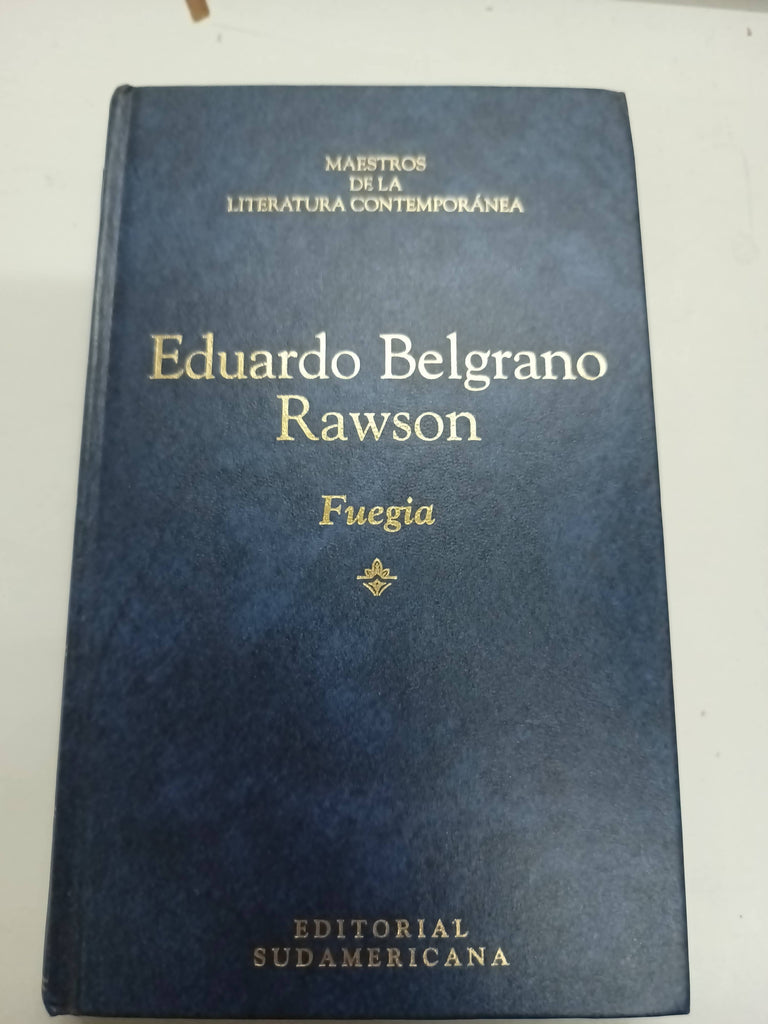 MAESTROS
DE LA
LITERATURA CONTEMPORÁNEA
Eduardo Belgrano
Rawson
Fuegia
EDITORIAL
SUDAMERICANA